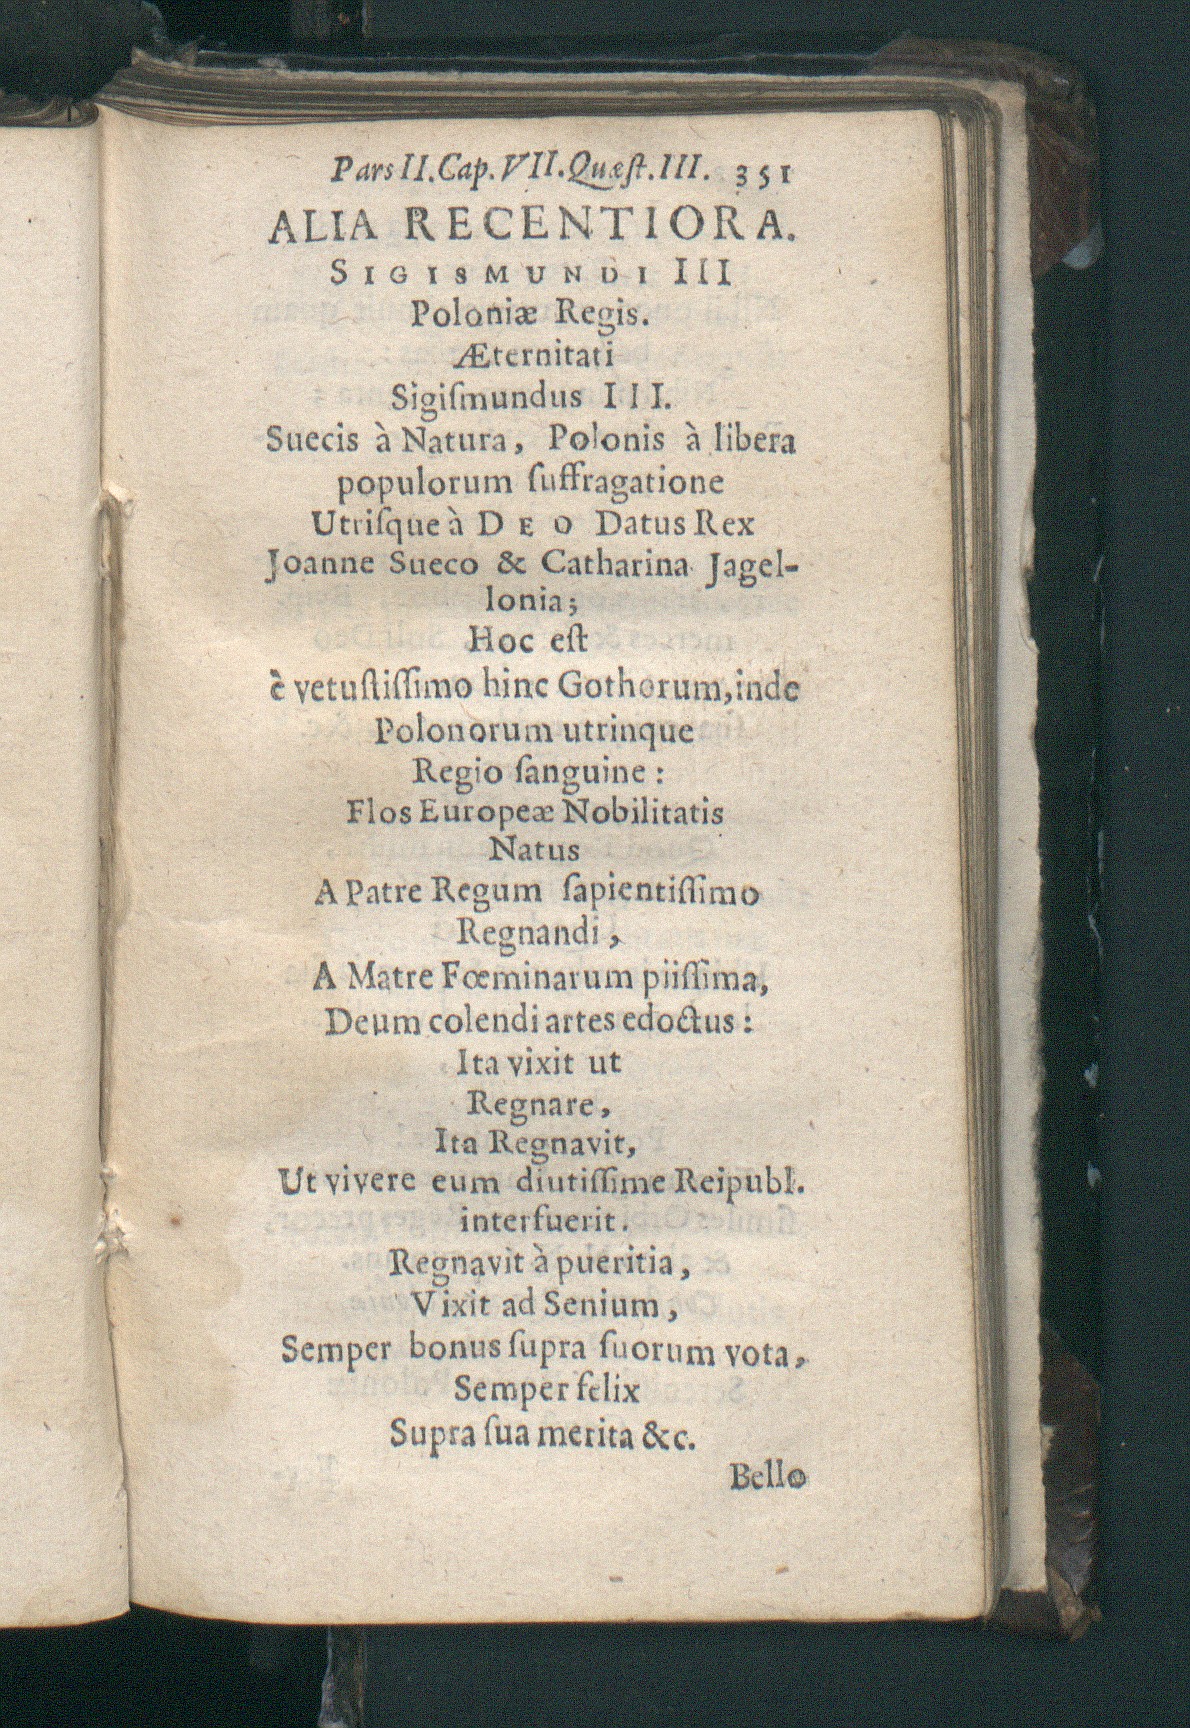 Pars II. Cap. VII. Quæſt. III. 351
ALIA RECENTIORA.
SIGISMUNDI III
Poloniæ Regis.
Æternitati
Sigiſmundus III.
Suecis à Natura, Polonis à libera
populorum ſuffragatione
Utriſque à DEO Datus Rex
Joanne Sueco & Catharina Jagel-
lonia;
Hoc eſt
è vetuſtiſſimo hinc Gothorum, inde
Polonorum utrinque
Regio ſanguine:
Flos Europeæ Nobilitatis
Natus
A Patre Regum ſapientiſſimo
Regnandi,
A Matre Fœminarum piiſſima,
Deum colendi artes edoctus:
Ita vixit ut
Regnare,
Ita Regnavit,
Ut vivere eum diutiſſime Reipubl.
interfuerit.
Regnavit à pueritia,
Vixit ad Senium,
Semper bonus ſupra ſuorum vota,
Semper felix
Supra ſua merita &c.
Bello